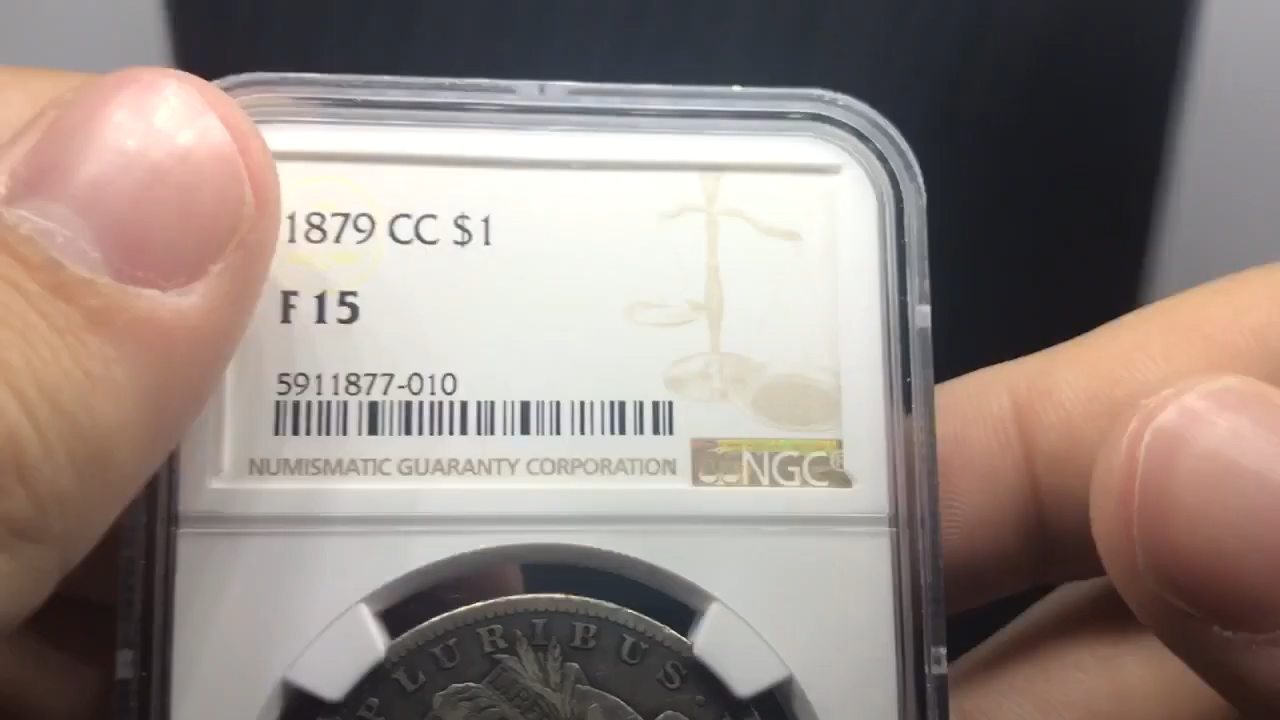 1879 CC $1
F 15
5911877-010
NUMISMATIC GUARANTY CORPORATION
NGC®
PLURIBUS